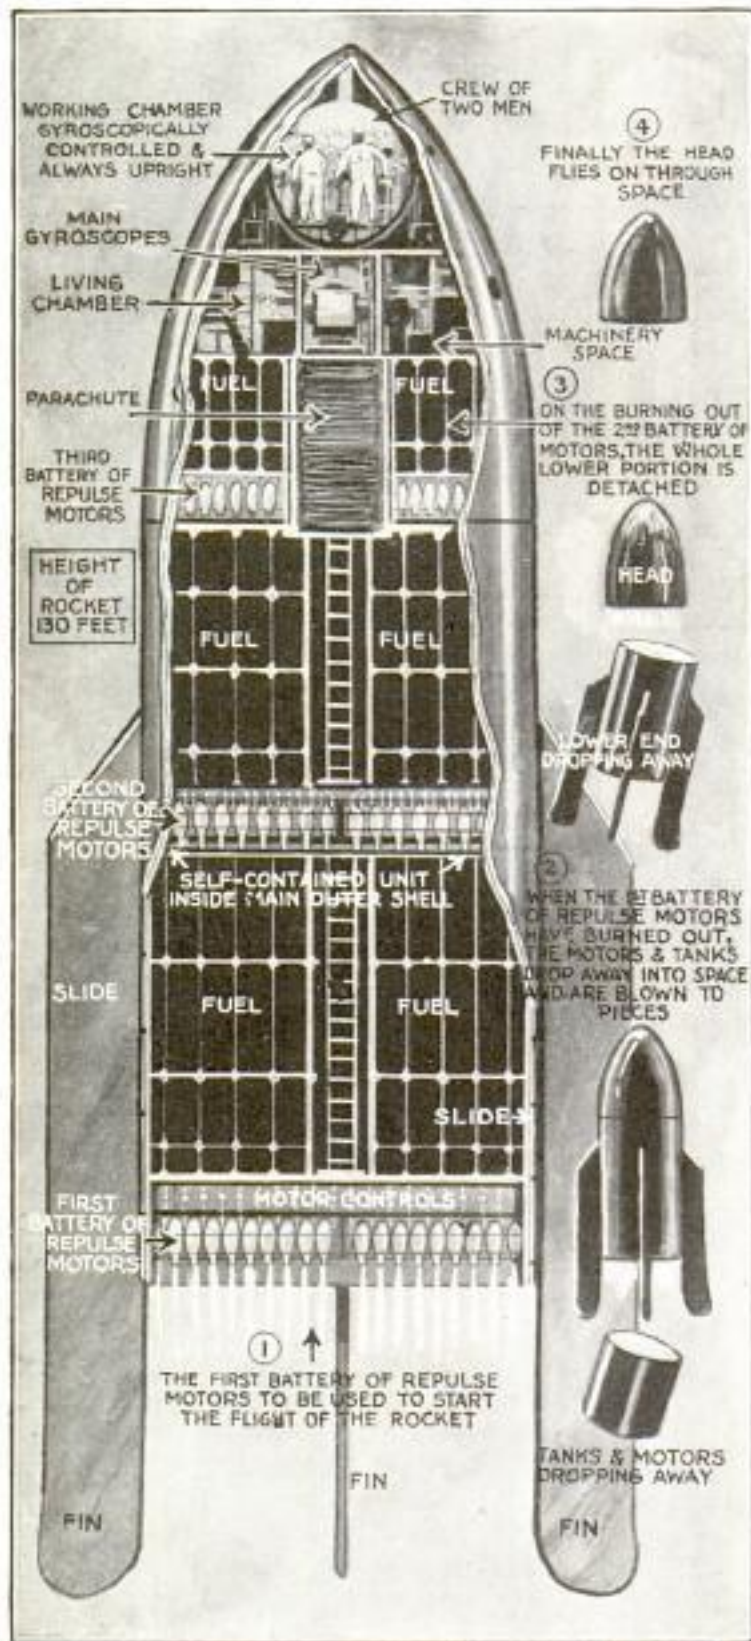 WORKING CHAMBER
GYROSCOPICALLY
CONTROLLED &
ALWAYS UPRIGHT
CREW OF
TWO MEN
4
FINALLY THE HEAD
FLIES ON THROUGH
SPACE
MAIN
GYROSCOPES
LIVING
CHAMBER
MACHINERY
SPACE
FUEL
FUEL
PARACHUTE
3
ON THE BURNING OUT
OF THE 2ND BATTERY OF
MOTORS, THE WHOLE
LOWER PORTION IS
DETACHED
THIRD
BATTERY OF
REPULSE
MOTORS
HEIGHT
OF
ROCKET
130 FEET
HEAD
FUEL
FUEL
LOWER END
DROPPING AWAY
SECOND
BATTERY OF
REPULSE
MOTORS
SELF-CONTAINED UNIT
INSIDE MAIN OUTER SHELL
2
WHEN THE 1ST BATTERY
OF REPULSE MOTORS
HAVE BURNED OUT,
THE MOTORS & TANKS
DROP AWAY INTO SPACE
AND ARE BLOWN TO
PIECES
SLIDE
FUEL
FUEL
SLIDE
MOTOR CONTROLS
FIRST
BATTERY OF
REPULSE
MOTORS
1
THE FIRST BATTERY OF REPULSE
MOTORS TO BE USED TO START
THE FLIGHT OF THE ROCKET
TANKS & MOTORS
DROPPING AWAY
FIN
FIN
FIN